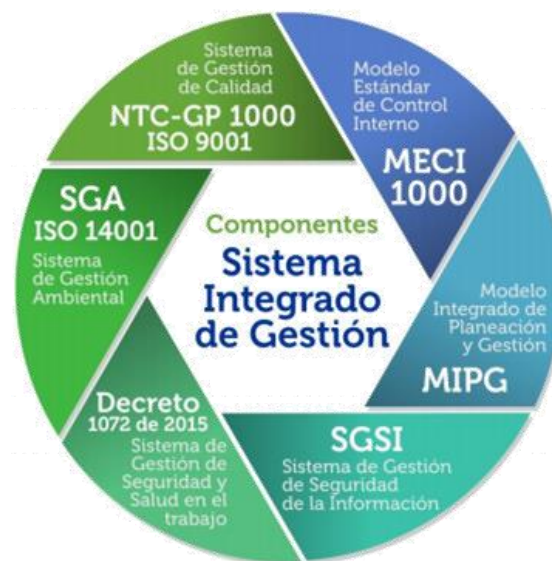 Componentes
Sistema
Integrado
de Gestión
Sistema
de Gestión
de Calidad
NTC-GP 1000
ISO 9001
Modelo
Estándar
de Control
Interno
MECI
1000
Modelo
Integrado de
Planeación
y Gestión
MIPG
SGSI
Sistema de Gestión
de Seguridad
de la Información
Decreto
1072 de 2015
Sistema de
Gestión de
Seguridad y
Salud en el
trabajo
SGA
ISO 14001
Sistema
de Gestión
Ambiental